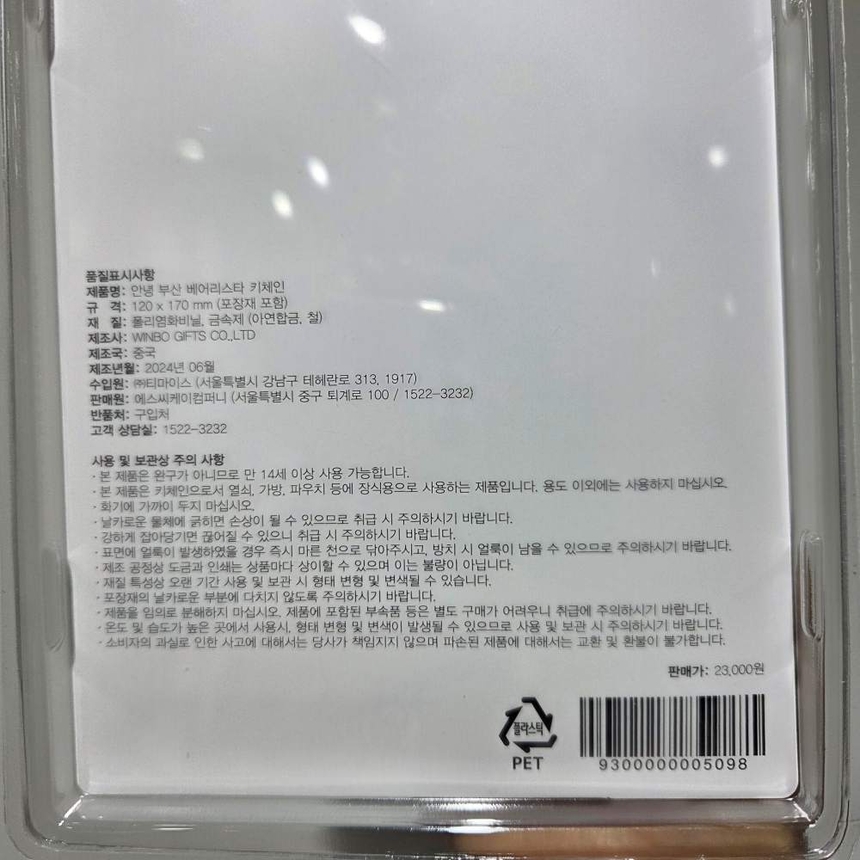 품질표시사항
제품명: 안녕 부산 베어리스타 키체인
규 격: 120 x 170 mm (포장재 포함)
재 질: 폴리염화비닐, 금속제 (아연합금, 철)
제조사: WINBO GIFTS CO.,LTD
제조국: 중국
제조년월: 2024년 06월
수입원: ㈜티마이스 (서울특별시 강남구 테헤란로 313, 1917)
판매원: 에스씨케이컴퍼니 (서울특별시 중구 퇴계로 100 / 1522-3232)
반품처: 구입처
고객 상담실: 1522-3232
사용 및 보관상 주의 사항
· 본 제품은 완구가 아니므로 만 14세 이상 사용 가능합니다.
· 본 제품은 키체인으로서 열쇠, 가방, 파우치 등에 장식용으로 사용하는 제품입니다. 용도 이외에는 사용하지 마십시오.
· 화기에 가까이 두지 마십시오.
· 날카로운 물체에 긁히면 손상이 될 수 있으므로 취급 시 주의하시기 바랍니다.
· 강하게 잡아당기면 끊어질 수 있으니 취급 시 주의하시기 바랍니다.
· 표면에 얼룩이 발생하였을 경우 즉시 마른 천으로 닦아주시고, 방치 시 얼룩이 남을 수 있으므로 주의하시기 바랍니다.
· 제조 공정상 도금과 인쇄는 상품마다 상이할 수 있으며 이는 불량이 아닙니다.
· 재질 특성상 오랜 기간 사용 및 보관 시 형태 변형 및 변색될 수 있습니다.
· 포장재의 날카로운 부분에 다치지 않도록 주의하시기 바랍니다.
· 제품을 임의로 분해하지 마십시오. 제품에 포함된 부속품 등은 별도 구매가 어려우니 취급에 주의하시기 바랍니다.
· 온도 및 습도가 높은 곳에서 사용시, 형태 변형 및 변색이 발생될 수 있으므로 사용 및 보관 시 주의하시기 바랍니다.
· 소비자의 과실로 인한 사고에 대해서는 당사가 책임지지 않으며 파손된 제품에 대해서는 교환 및 환불이 불가합니다.
판매가: 23,000원
플라스틱
PET
9300000005098